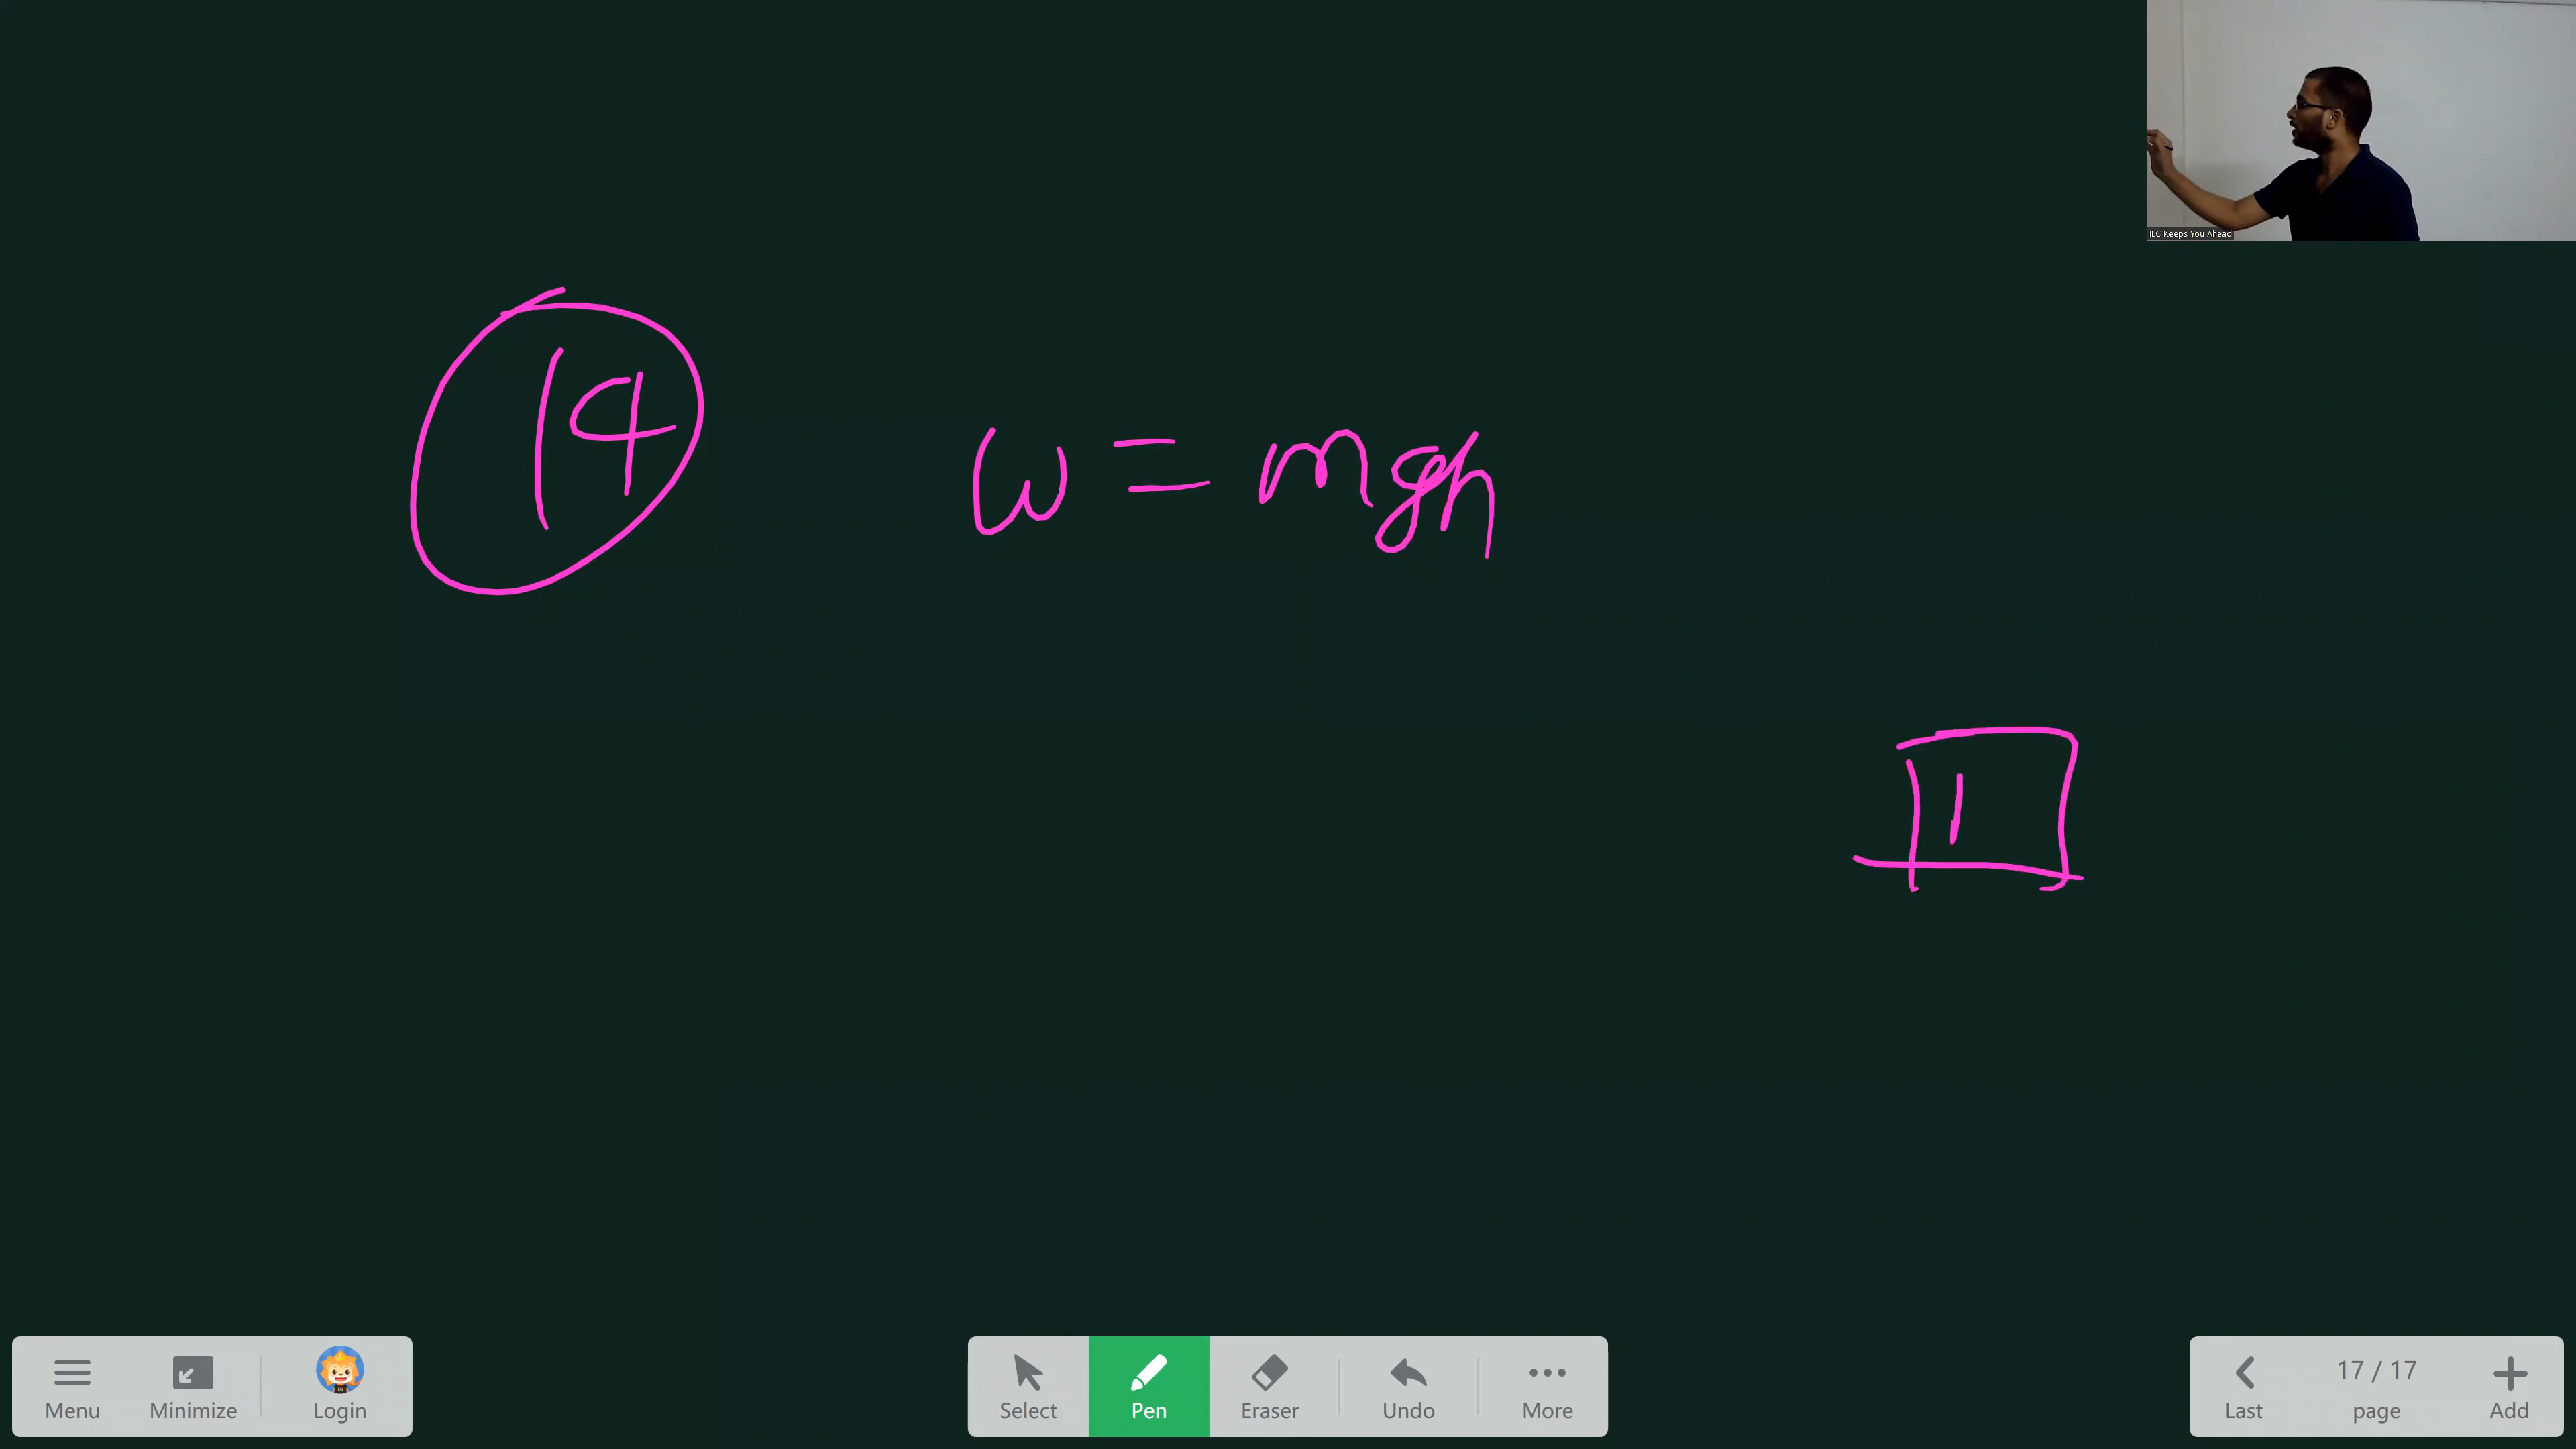 ILC Keeps You Ahead
14
w = mgh
1
Menu
Minimize
Login
Select
Pen
Eraser
Undo
More
Last
17 / 17
page
Add